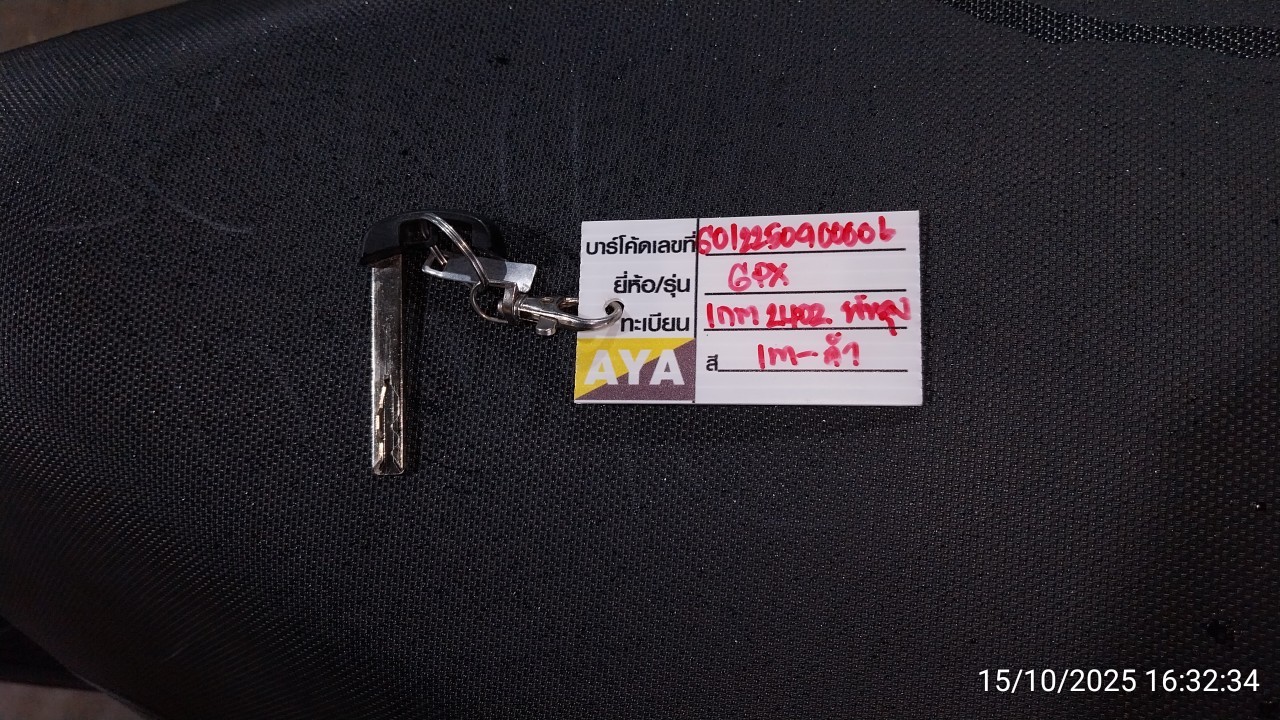 บาร์โค้ดเลขที่ 6012250900606
ยี่ห้อ/รุ่น GPX
ทะเบียน 1กท 2402 พัทลุง
AYA
สี เทา-ดำ
15/10/2025 16:32:34